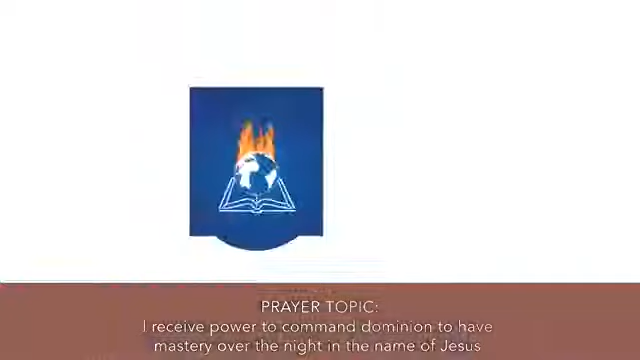 PRAYER TOPIC:
I receive power to command dominion to have
mastery over the night in the name of Jesus